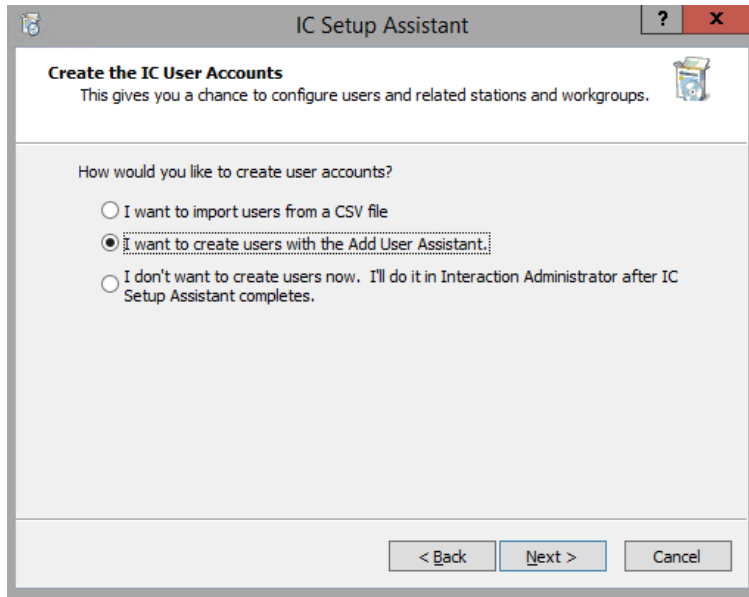 IC Setup Assistant
?
x
Create the IC User Accounts
This gives you a chance to configure users and related stations and workgroups.
How would you like to create user accounts?
I want to import users from a CSV file
I want to create users with the Add User Assistant.
I don't want to create users now.  I'll do it in Interaction Administrator after IC
Setup Assistant completes.
< Back
Next >
Cancel